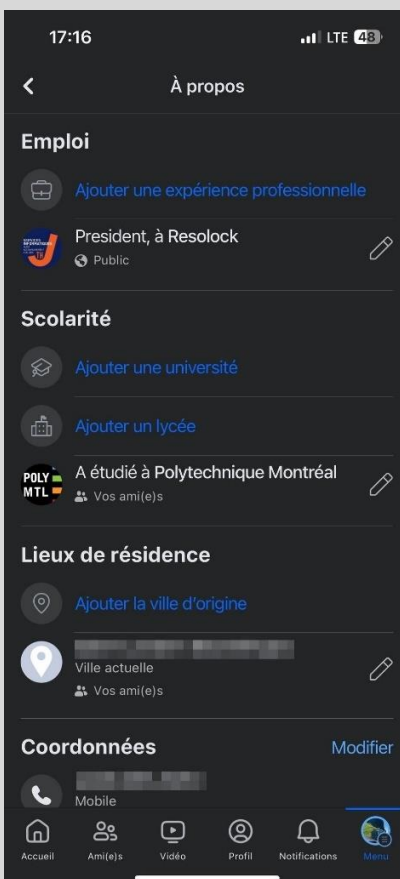 17:16
LTE 48
À propos
Emploi
Ajouter une expérience professionnelle
President, à Resolock
Public
Scolarité
Ajouter une université
Ajouter un lycée
POLY
MTL
A étudié à Polytechnique Montréal
Vos ami(e)s
Lieux de résidence
Ajouter la ville d'origine
Ville actuelle
Vos ami(e)s
Coordonnées
Modifier
Mobile
Accueil
Ami(e)s
Vidéo
Profil
Notifications
Menu